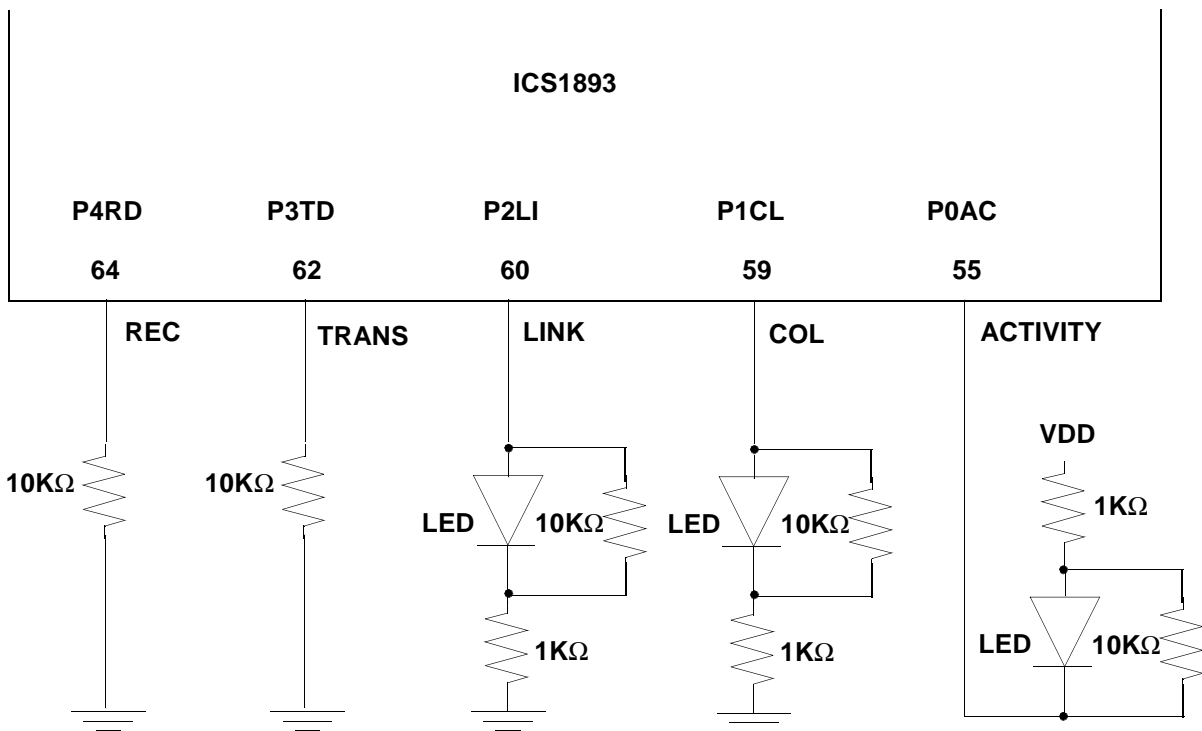 ICS1893
P4RD P3TD P2LI P1CL P0AC
64 62 60 59 55
REC TRANS LINK COL ACTIVITY
VDD
10KΩ 10KΩ
1KΩ
LED 10KΩ LED 10KΩ
1KΩ 1KΩ LED 10KΩ